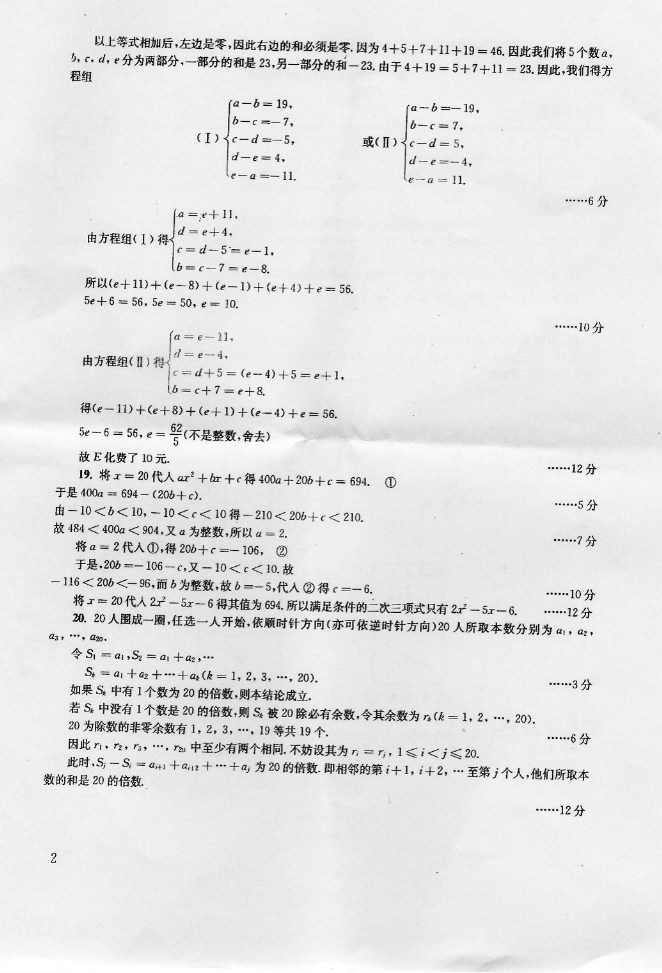 以上等式相加后,左边是零,因此右边的和必须是零.因为4+5+7+11+19=46.因此我们将5个数a,
b,c,d,e分为两部分,一部分的和是23,另一部分的和-23.由于4+19=5+7+11=23.因此,我们得方
程组
(Ⅰ){a-b=19, 或(Ⅱ){a-b=-19,
b-c=-7, b-c=7,
c-d=-5, c-d=5,
d-e=4, d-e=-4,
e-a=-11. e-a=11.
……6分
由方程组(Ⅰ)得{a=e+11,
d=e+4,
c=d-5=e-1,
b=c-7=e-8.
所以(e+11)+(e-8)+(e-1)+(e+4)+e=56.
5e+6=56,5e=50,e=10.
……10分
由方程组(Ⅱ)得{a=e-11,
d=e-4,
c=d+5=(e-4)+5=e+1,
b=c+7=e+8.
得(e-11)+(e+8)+(e+1)+(e-4)+e=56.
5e-6=56,e=62/5(不是整数,舍去)
故E化费了10元. ……12分
19. 将x=20代人ax²+bx+c得400a+20b+c=694. ①
于是400a=694-(20b+c). ……5分
由-10<b<10,-10<c<10得-210<20b+c<210.
故484<400a<904,又a为整数,所以a=2. ……7分
将a=2代人①,得20b+c=-106, ②
于是,20b=-106-c,又-10<c<10.故
-116<20b<-96,而b为整数,故b=-5,代人②得c=-6. ……10分
将x=20代人2x²-5x-6得其值为694.所以满足条件的二次三项式只有2x²-5x-6. ……12分
20. 20人围成一圈,任选一人开始,依顺时针方向(亦可依逆时针方向)20人所取本数分别为a₁,a₂,
a₃,…,a₂₀.
令S₁=a₁,S₂=a₁+a₂,…
Sₖ=a₁+a₂+…+aₖ(k=1,2,3,…,20). ……3分
如果Sₖ中有1个数为20的倍数,则本结论成立.
若Sₖ中没有1个数是20的倍数,则Sₖ被20除必有余数,令其余数为rₖ(k=1,2,…,20).
20为除数的非零余数有1,2,3,…,19等共19个. ……6分
因此r₁,r₂,r₃,…,r₂₀中至少有两个相同.不妨设其为rᵢ=rⱼ,1≤i<j≤20.
此时,Sⱼ-Sᵢ=aᵢ₊₁+aᵢ₊₂+…+aⱼ为20的倍数.即相邻的第i+1,i+2,…至第j个人,他们所取本
数的和是20的倍数.
……12分
2